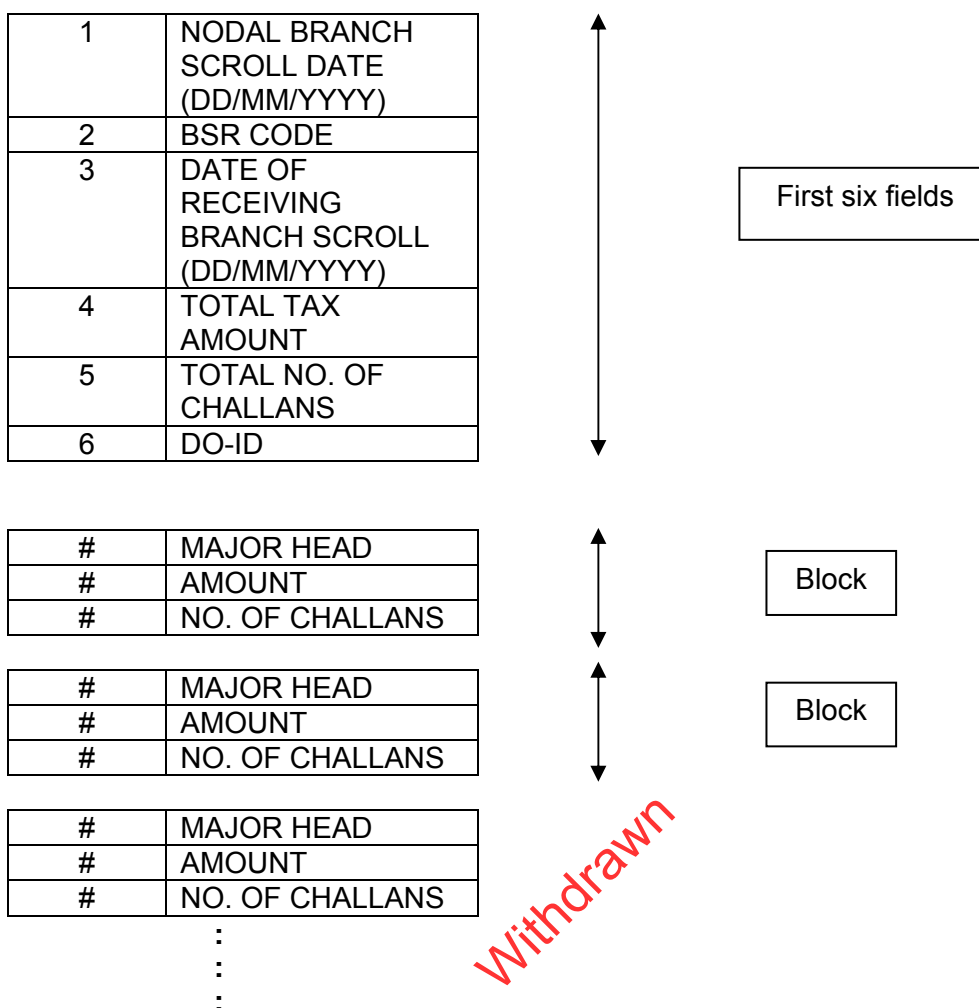 1 NODAL BRANCH
SCROLL DATE
(DD/MM/YYYY)
2 BSR CODE
3 DATE OF
RECEIVING
BRANCH SCROLL
(DD/MM/YYYY)
4 TOTAL TAX
AMOUNT
5 TOTAL NO. OF
CHALLANS
6 DO-ID
First six fields
# MAJOR HEAD
# AMOUNT
# NO. OF CHALLANS
Block
# MAJOR HEAD
# AMOUNT
# NO. OF CHALLANS
Block
# MAJOR HEAD
# AMOUNT
# NO. OF CHALLANS
:
:
:
Withdrawn